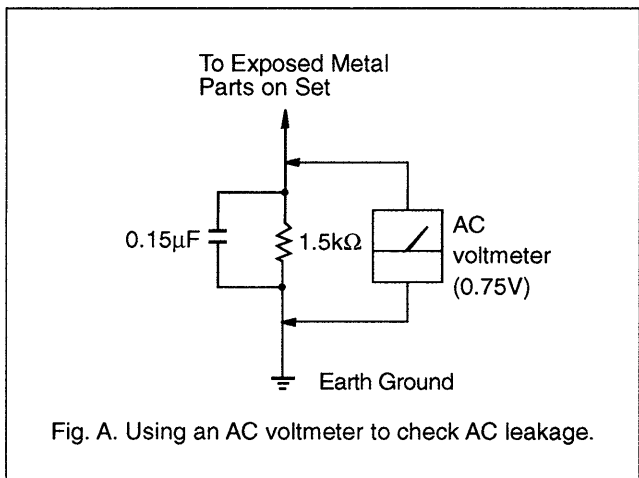 To Exposed Metal
Parts on Set
0.15µF
1.5kΩ
AC
voltmeter
(0.75V)
Earth Ground
Fig. A. Using an AC voltmeter to check AC leakage.